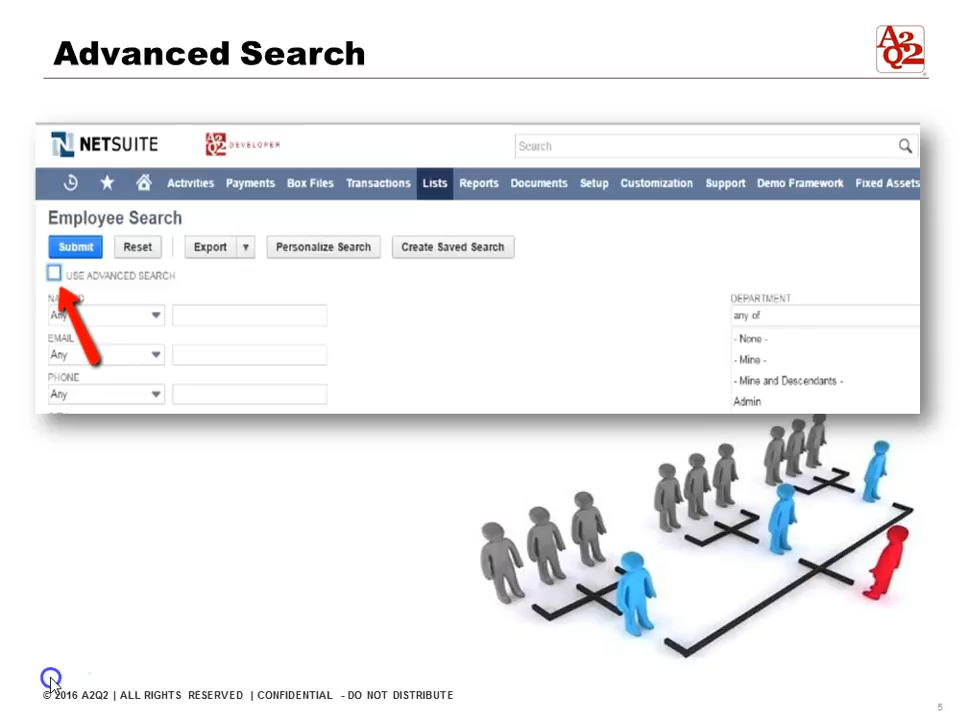 Advanced Search
A2
Q2
NETSUITE
A2
Q2 DEVELOPER
Search
Activities Payments Box Files Transactions Lists Reports Documents Setup Customization Support Demo Framework Fixed Assets
Employee Search
Submit Reset Export Personalize Search Create Saved Search
USE ADVANCED SEARCH
DEPARTMENT
Any
any of
EMAIL
- None -
Any
- Mine -
PHONE
- Mine and Descendants -
Any
Admin
© 2016 A2Q2 | ALL RIGHTS RESERVED | CONFIDENTIAL - DO NOT DISTRIBUTE
5